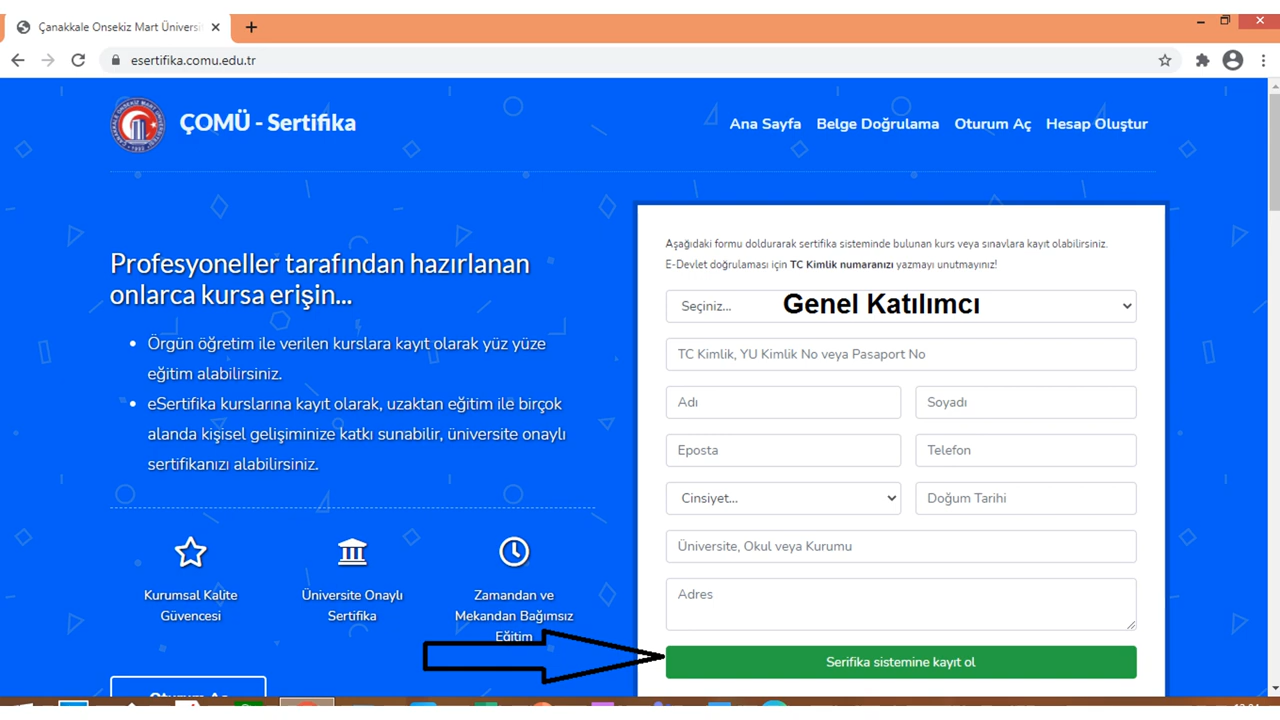 Çanakkale Onsekiz Mart Üniversi
esertifika.comu.edu.tr
ÇOMÜ - Sertifika
Ana Sayfa
Belge Doğrulama
Oturum Aç
Hesap Oluştur
Profesyoneller tarafından hazırlanan
onlarca kursa erişin...
Örgün öğretim ile verilen kurslara kayıt olarak yüz yüze
eğitim alabilirsiniz.
eSertifika kurslarına kayıt olarak, uzaktan eğitim ile birçok
alanda kişisel gelişiminize katkı sunabilir, üniversite onaylı
sertifikanızı alabilirsiniz.
Kurumsal Kalite
Güvencesi
Üniversite Onaylı
Sertifika
Zamandan ve
Mekandan Bağımsız
Eğitim
Oturum Aç
Aşağıdaki formu doldurarak sertifika sisteminde bulunan kurs veya sınavlara kayıt olabilirsiniz.
E-Devlet doğrulaması için TC Kimlik numaranızı yazmayı unutmayınız!
Seçiniz... Genel Katılımcı
TC Kimlik, YU Kimlik No veya Pasaport No
Adı
Soyadı
Eposta
Telefon
Cinsiyet...
Doğum Tarihi
Üniversite, Okul veya Kurumu
Adres
Serifika sistemine kayıt ol